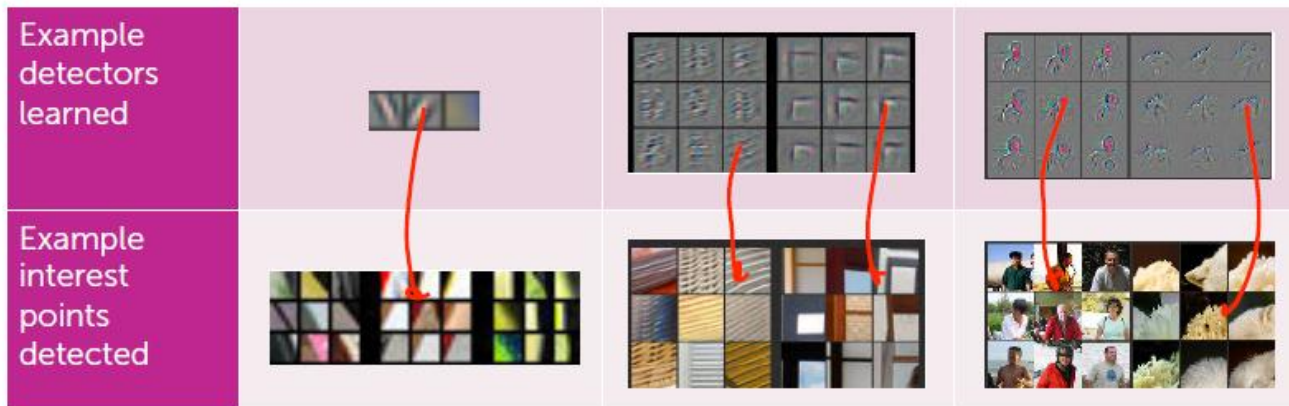 Example
detectors
learned
Example
interest
points
detected